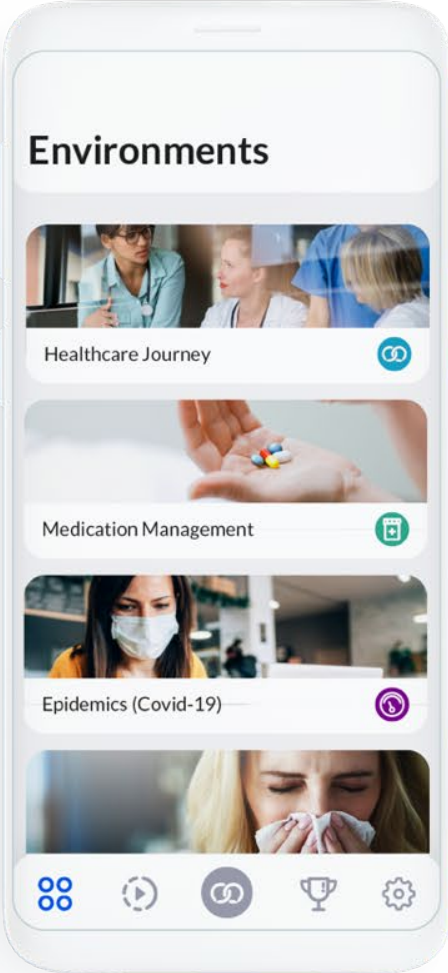 Environments
Healthcare Journey
Medication Management
Epidemics (Covid-19)